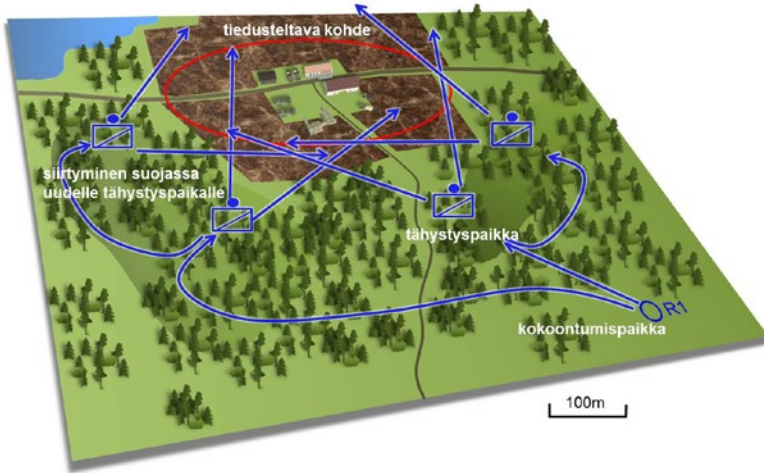 tiedusteltava kohde
siirtyminen suojassa
uudelle tähystyspaikalle
tähystyspaikka
R1
kokoontumispaikka
100m